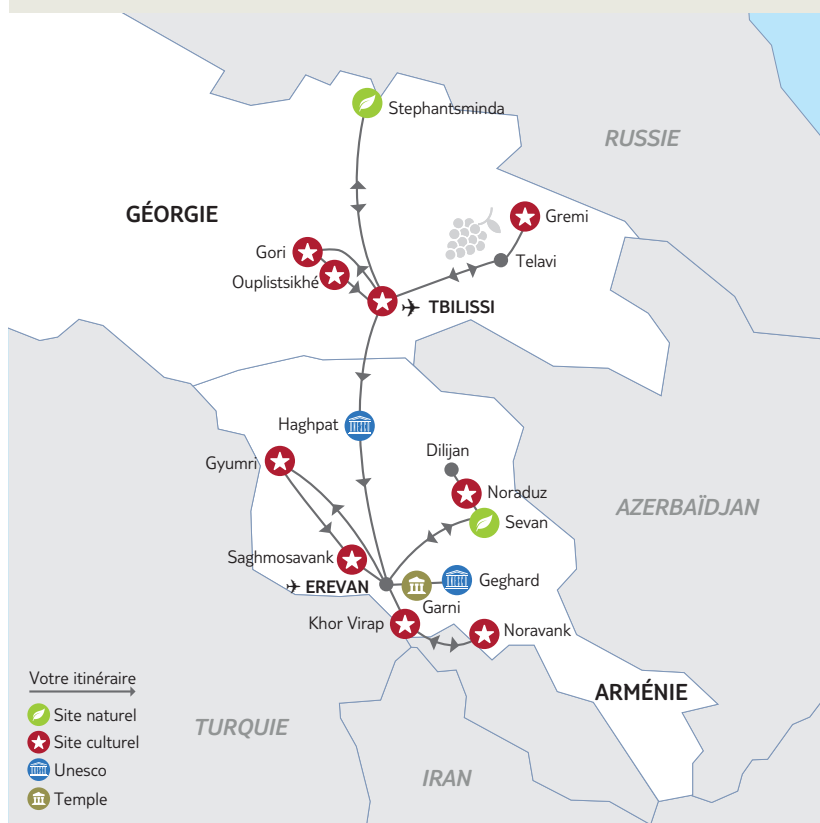 Stephantsminda
RUSSIE
GÉORGIE
Gremi
Gori
Telavi
Ouplistsikhé
TBILISSI
Haghpat
Dilijan
Gyumri
Noraduz
AZERBAÏDJAN
Sevan
Saghmosavank
Geghard
EREVAN
Garni
Khor Virap
Noravank
Votre itinéraire
ARMÉNIE
Site naturel
TURQUIE
Site culturel
Unesco
IRAN
Temple